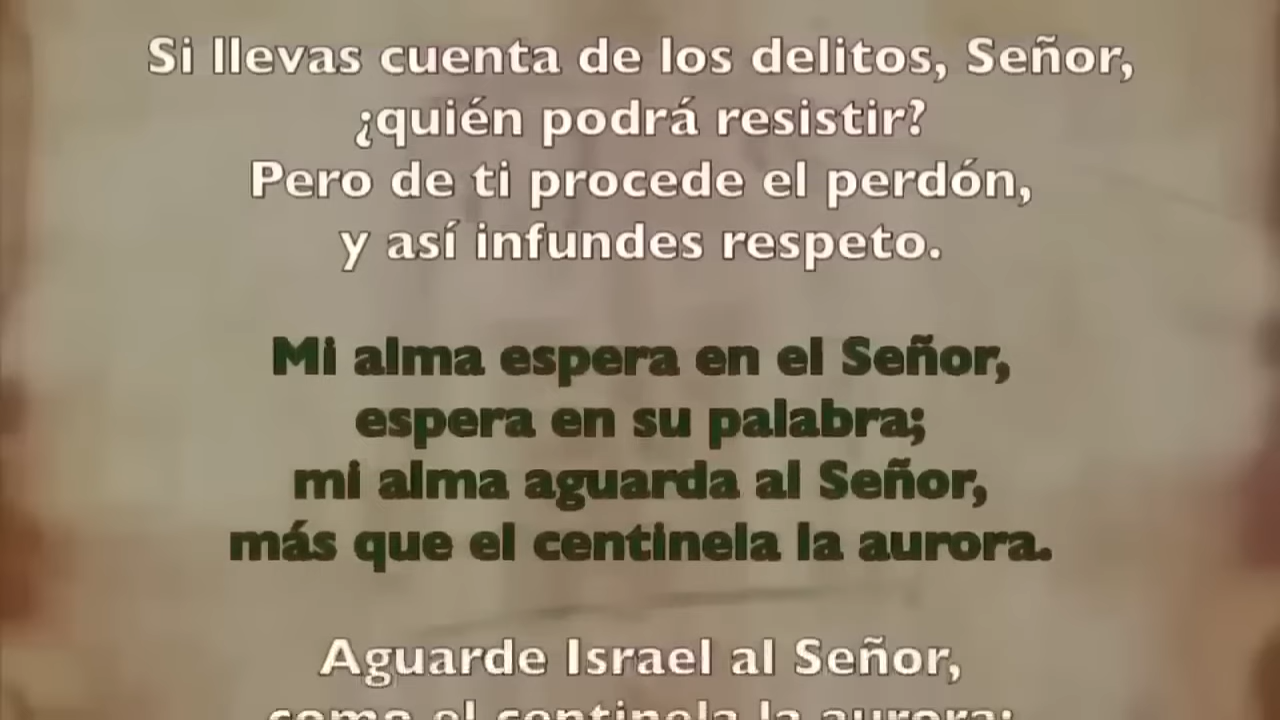 Si llevas cuenta de los delitos, Señor,
¿quién podrá resistir?
Pero de ti procede el perdón,
y así infundes respeto.
Mi alma espera en el Señor,
espera en su palabra;
mi alma aguarda al Señor,
más que el centinela la aurora.
Aguarde Israel al Señor,
como el centinela la aurora;